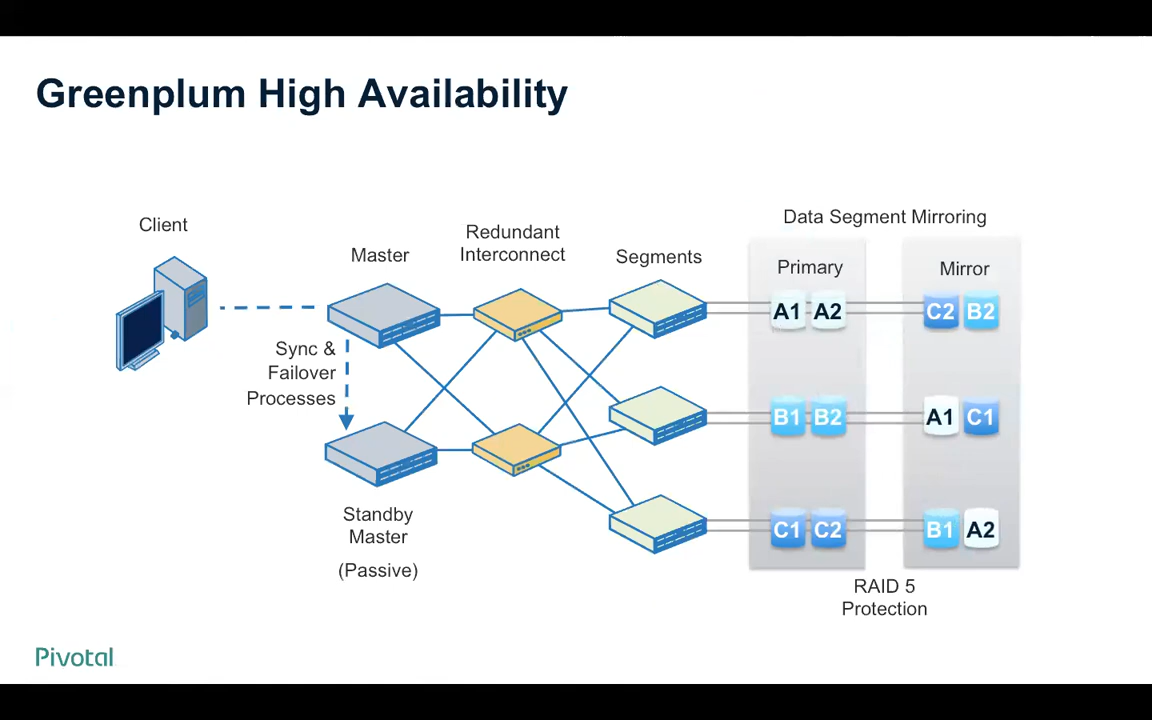 Greenplum High Availability
Client
Master
Redundant
Interconnect
Segments
Data Segment Mirroring
Primary
Mirror
A1 A2
C2 B2
Sync &
Failover
Processes
B1 B2
A1 C1
Standby
Master
(Passive)
C1 C2
B1 A2
RAID 5
Protection
Pivotal